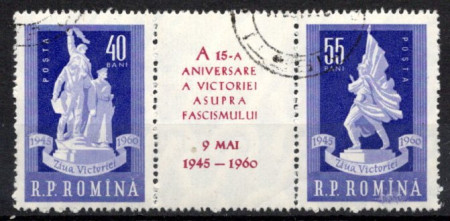 POSTA
40
BANI
1945 1960
Ziua Victoriei
R.P. ROMINA
A 15-A
ANIVERSARE
A VICTORIEI
ASUPRA
FASCISMULUI
9 MAI
1945-1960
55
BANI
POSTA
1945 1960
Ziua Victoriei
R.P. ROMINA